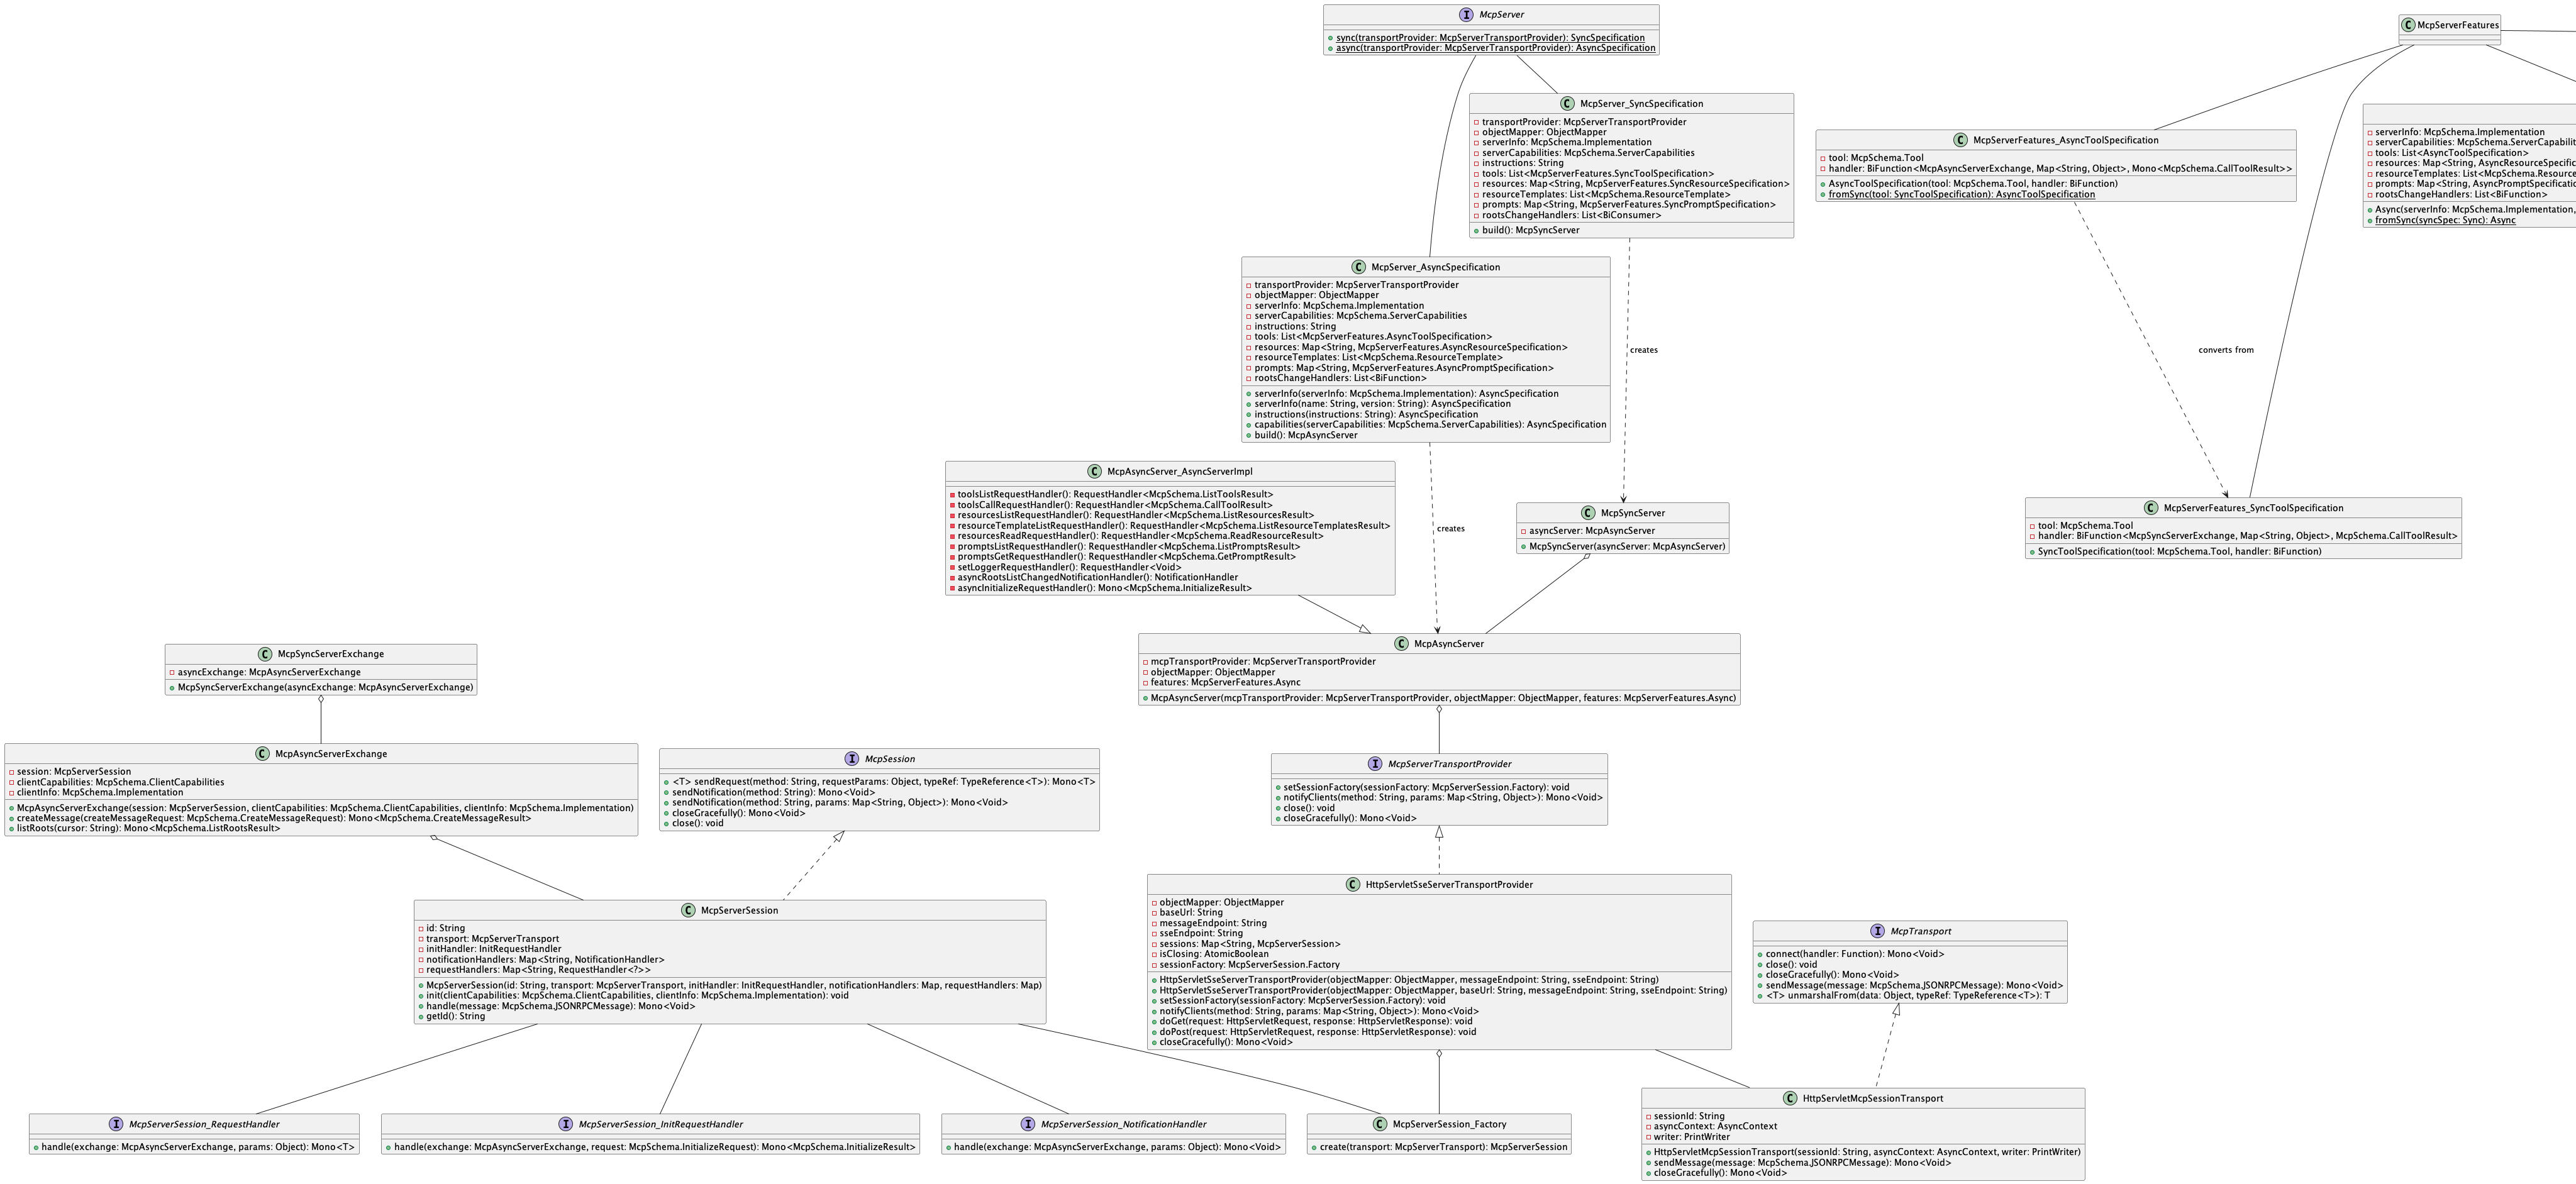 McpServer
sync(transportProvider: McpServerTransportProvider): SyncSpecification
async(transportProvider: McpServerTransportProvider): AsyncSpecification
McpServerFeatures
McpServer_SyncSpecification
transportProvider: McpServerTransportProvider
objectMapper: ObjectMapper
serverInfo: McpSchema.Implementation
serverCapabilities: McpSchema.ServerCapabilities
instructions: String
tools: List<McpServerFeatures.SyncToolSpecification>
resources: Map<String, McpServerFeatures.SyncResourceSpecification>
resourceTemplates: List<McpSchema.ResourceTemplate>
prompts: Map<String, McpServerFeatures.SyncPromptSpecification>
rootsChangeHandlers: List<BiConsumer>
build(): McpSyncServer
McpServerFeatures_AsyncToolSpecification
tool: McpSchema.Tool
handler: BiFunction<McpAsyncServerExchange, Map<String, Object>, Mono<McpSchema.CallToolResult>>
AsyncToolSpecification(tool: McpSchema.Tool, handler: BiFunction)
fromSync(tool: SyncToolSpecification): AsyncToolSpecification
serverInfo: McpSchema.Implementation
serverCapabilities: McpSchema.ServerCapabilit
tools: List<AsyncToolSpecification>
resources: Map<String, AsyncResourceSpecific
resourceTemplates: List<McpSchema.Resource
prompts: Map<String, AsyncPromptSpecification
rootsChangeHandlers: List<BiFunction>
Async(serverInfo: McpSchema.Implementation,
fromSync(syncSpec: Sync): Async
McpServer_AsyncSpecification
transportProvider: McpServerTransportProvider
objectMapper: ObjectMapper
serverInfo: McpSchema.Implementation
serverCapabilities: McpSchema.ServerCapabilities
instructions: String
tools: List<McpServerFeatures.AsyncToolSpecification>
resources: Map<String, McpServerFeatures.AsyncResourceSpecification>
resourceTemplates: List<McpSchema.ResourceTemplate>
prompts: Map<String, McpServerFeatures.AsyncPromptSpecification>
rootsChangeHandlers: List<BiFunction>
serverInfo(serverInfo: McpSchema.Implementation): AsyncSpecification
serverInfo(name: String, version: String): AsyncSpecification
instructions(instructions: String): AsyncSpecification
capabilities(serverCapabilities: McpSchema.ServerCapabilities): AsyncSpecification
build(): McpAsyncServer
creates
converts from
McpAsyncServer_AsyncServerImpl
toolsListRequestHandler(): RequestHandler<McpSchema.ListToolsResult>
toolsCallRequestHandler(): RequestHandler<McpSchema.CallToolResult>
resourcesListRequestHandler(): RequestHandler<McpSchema.ListResourcesResult>
resourceTemplateListRequestHandler(): RequestHandler<McpSchema.ListResourceTemplatesResult>
resourcesReadRequestHandler(): RequestHandler<McpSchema.ReadResourceResult>
promptsListRequestHandler(): RequestHandler<McpSchema.ListPromptsResult>
promptsGetRequestHandler(): RequestHandler<McpSchema.GetPromptResult>
setLoggerRequestHandler(): RequestHandler<Void>
asyncRootsListChangedNotificationHandler(): NotificationHandler
asyncInitializeRequestHandler(): Mono<McpSchema.InitializeResult>
creates
McpSyncServer
asyncServer: McpAsyncServer
McpSyncServer(asyncServer: McpAsyncServer)
McpServerFeatures_SyncToolSpecification
tool: McpSchema.Tool
handler: BiFunction<McpSyncServerExchange, Map<String, Object>, McpSchema.CallToolResult>
SyncToolSpecification(tool: McpSchema.Tool, handler: BiFunction)
McpSyncServerExchange
asyncExchange: McpAsyncServerExchange
McpSyncServerExchange(asyncExchange: McpAsyncServerExchange)
McpAsyncServer
mcpTransportProvider: McpServerTransportProvider
objectMapper: ObjectMapper
features: McpServerFeatures.Async
McpAsyncServer(mcpTransportProvider: McpServerTransportProvider, objectMapper: ObjectMapper, features: McpServerFeatures.Async)
McpAsyncServerExchange
session: McpServerSession
clientCapabilities: McpSchema.ClientCapabilities
clientInfo: McpSchema.Implementation
McpAsyncServerExchange(session: McpServerSession, clientCapabilities: McpSchema.ClientCapabilities, clientInfo: McpSchema.Implementation)
createMessage(createMessageRequest: McpSchema.CreateMessageRequest): Mono<McpSchema.CreateMessageResult>
listRoots(cursor: String): Mono<McpSchema.ListRootsResult>
McpSession
<T> sendRequest(method: String, requestParams: Object, typeRef: TypeReference<T>): Mono<T>
sendNotification(method: String): Mono<Void>
sendNotification(method: String, params: Map<String, Object>): Mono<Void>
closeGracefully(): Mono<Void>
close(): void
McpServerTransportProvider
setSessionFactory(sessionFactory: McpServerSession.Factory): void
notifyClients(method: String, params: Map<String, Object>): Mono<Void>
close(): void
closeGracefully(): Mono<Void>
McpServerSession
id: String
transport: McpServerTransport
initHandler: InitRequestHandler
notificationHandlers: Map<String, NotificationHandler>
requestHandlers: Map<String, RequestHandler<?>>
McpServerSession(id: String, transport: McpServerTransport, initHandler: InitRequestHandler, notificationHandlers: Map, requestHandlers: Map)
init(clientCapabilities: McpSchema.ClientCapabilities, clientInfo: McpSchema.Implementation): void
handle(message: McpSchema.JSONRPCMessage): Mono<Void>
getId(): String
HttpServletSseServerTransportProvider
objectMapper: ObjectMapper
baseUrl: String
messageEndpoint: String
sseEndpoint: String
sessions: Map<String, McpServerSession>
isClosing: AtomicBoolean
sessionFactory: McpServerSession.Factory
HttpServletSseServerTransportProvider(objectMapper: ObjectMapper, messageEndpoint: String, sseEndpoint: String)
HttpServletSseServerTransportProvider(objectMapper: ObjectMapper, baseUrl: String, messageEndpoint: String, sseEndpoint: String)
setSessionFactory(sessionFactory: McpServerSession.Factory): void
notifyClients(method: String, params: Map<String, Object>): Mono<Void>
doGet(request: HttpServletRequest, response: HttpServletResponse): void
doPost(request: HttpServletRequest, response: HttpServletResponse): void
closeGracefully(): Mono<Void>
McpTransport
connect(handler: Function): Mono<Void>
close(): void
closeGracefully(): Mono<Void>
sendMessage(message: McpSchema.JSONRPCMessage): Mono<Void>
<T> unmarshalFrom(data: Object, typeRef: TypeReference<T>): T
McpServerSession_RequestHandler
handle(exchange: McpAsyncServerExchange, params: Object): Mono<T>
McpServerSession_InitRequestHandler
handle(exchange: McpAsyncServerExchange, request: McpSchema.InitializeRequest): Mono<McpSchema.InitializeResult>
McpServerSession_NotificationHandler
handle(exchange: McpAsyncServerExchange, params: Object): Mono<Void>
McpServerSession_Factory
create(transport: McpServerTransport): McpServerSession
HttpServletMcpSessionTransport
sessionId: String
asyncContext: AsyncContext
writer: PrintWriter
HttpServletMcpSessionTransport(sessionId: String, asyncContext: AsyncContext, writer: PrintWriter)
sendMessage(message: McpSchema.JSONRPCMessage): Mono<Void>
closeGracefully(): Mono<Void>